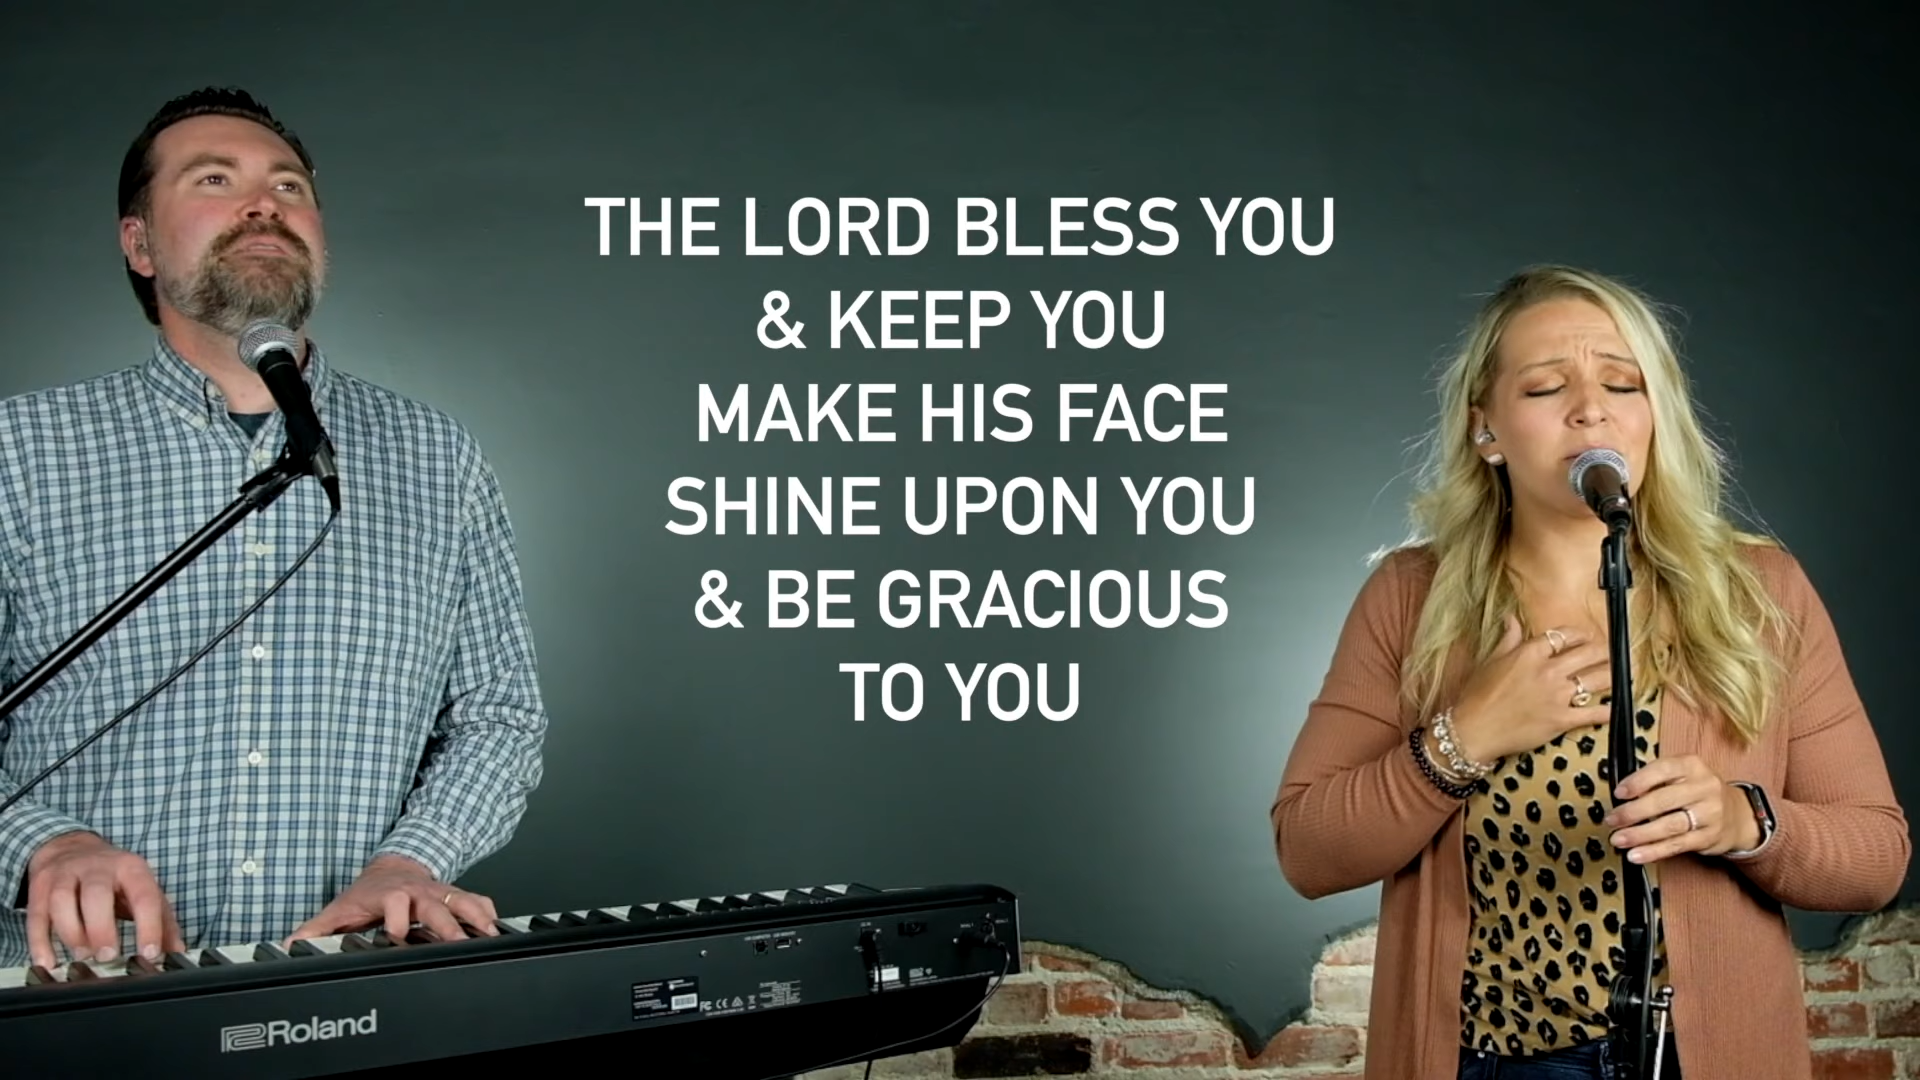 THE LORD BLESS YOU
& KEEP YOU
MAKE HIS FACE
SHINE UPON YOU
& BE GRACIOUS
TO YOU
Roland